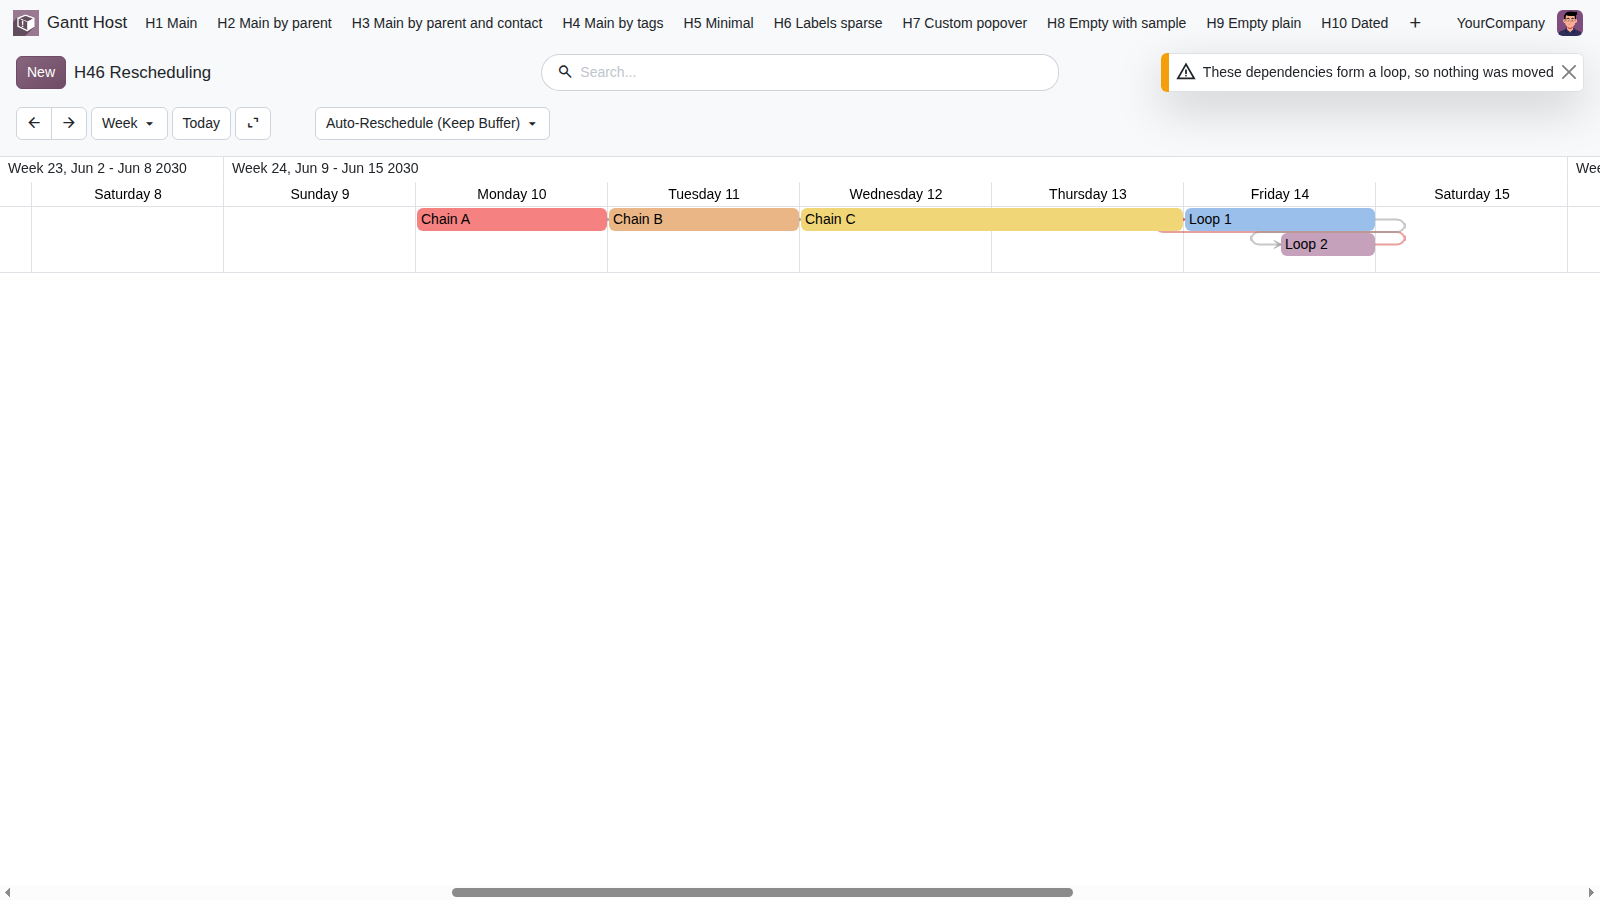 Gantt Host H1 Main H2 Main by parent H3 Main by parent and contact H4 Main by tags H5 Minimal H6 Labels sparse H7 Custom popover H8 Empty with sample H9 Empty plain H10 Dated + YourCompany
New H46 Rescheduling Search... These dependencies form a loop, so nothing was moved
Week Today Auto-Reschedule (Keep Buffer)
Week 23, Jun 2 - Jun 8 2030 Week 24, Jun 9 - Jun 15 2030 Wee
Saturday 8 Sunday 9 Monday 10 Tuesday 11 Wednesday 12 Thursday 13 Friday 14 Saturday 15
Chain A Chain B Chain C Loop 1
Loop 2